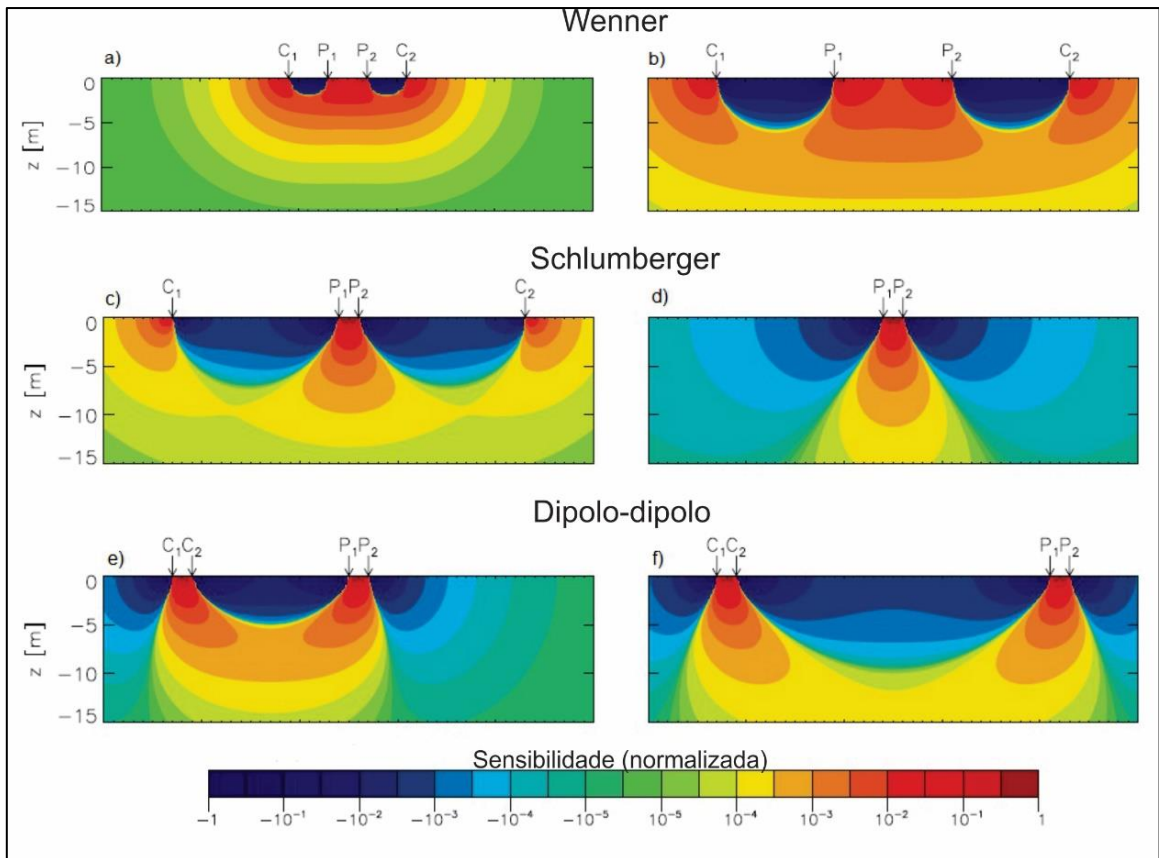 Wenner
a) C₁ P₁ P₂ C₂
b) C₁ P₁ P₂ C₂
0
−5
−10
−15
z [m]
Schlumberger
c) C₁ P₁P₂ C₂
d) P₁P₂
0
−5
−10
−15
z [m]
Dipolo-dipolo
e) C₁C₂ P₁P₂
f) C₁C₂ P₁P₂
0
−5
−10
−15
z [m]
Sensibilidade (normalizada)
−1 −10⁻¹ −10⁻² −10⁻³ −10⁻⁴ −10⁻⁵ 10⁻⁵ 10⁻⁴ 10⁻³ 10⁻² 10⁻¹ 1